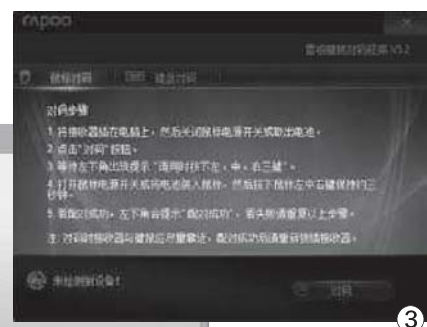 rapoo
雷柏键鼠对码程序 V3.2
鼠标对码 键盘对码
对码步骤
1. 将接收器插在电脑上，然后关闭鼠标电源开关或取出电池。
2. 点击“对码”按钮。
3. 等待左下角出现提示“请同时按下左、中、右三键”。
4. 打开鼠标电源开关或将电池装入鼠标，然后按下鼠标左中右键保持约三
秒钟。
5. 若配对成功，左下角会提示“配对成功”，若失败请重复以上步骤。
注：对码时接收器与键鼠应尽量靠近，配对成功后请重新拔插接收器。
未检测到设备！
对码
③